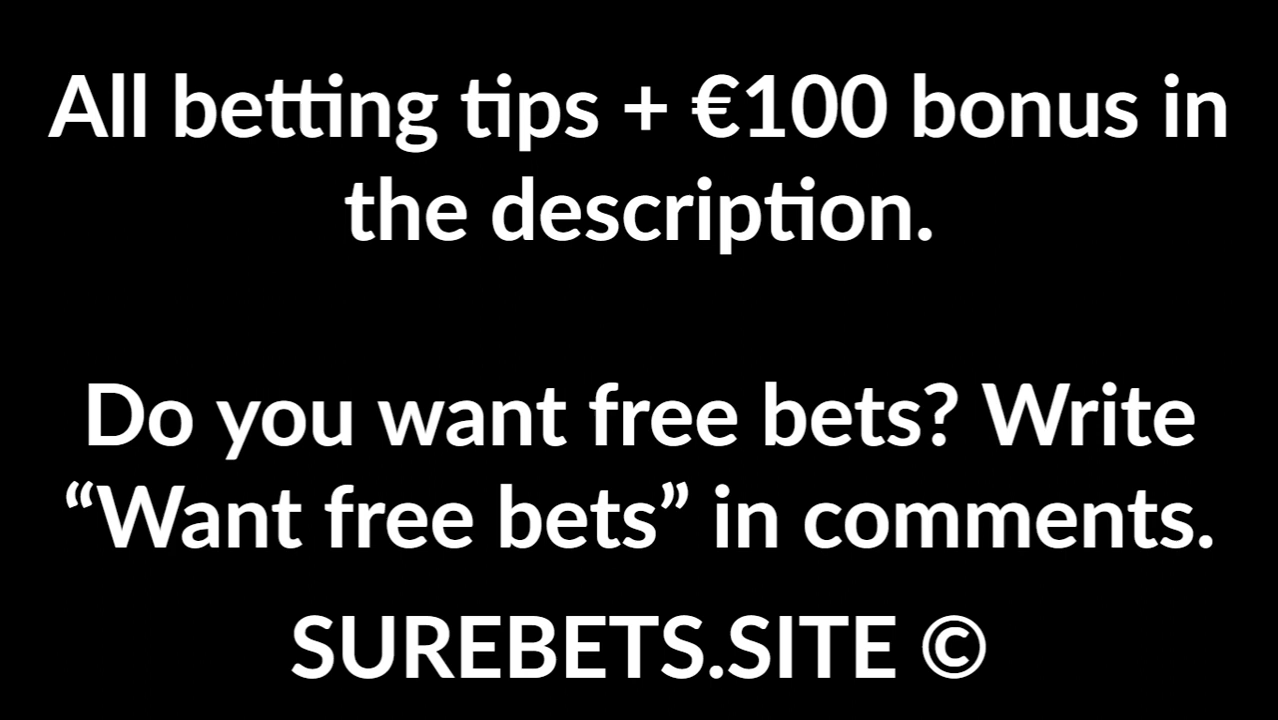 All betting tips + €100 bonus in
the description.
Do you want free bets? Write
“Want free bets” in comments.
SUREBETS.SITE ©